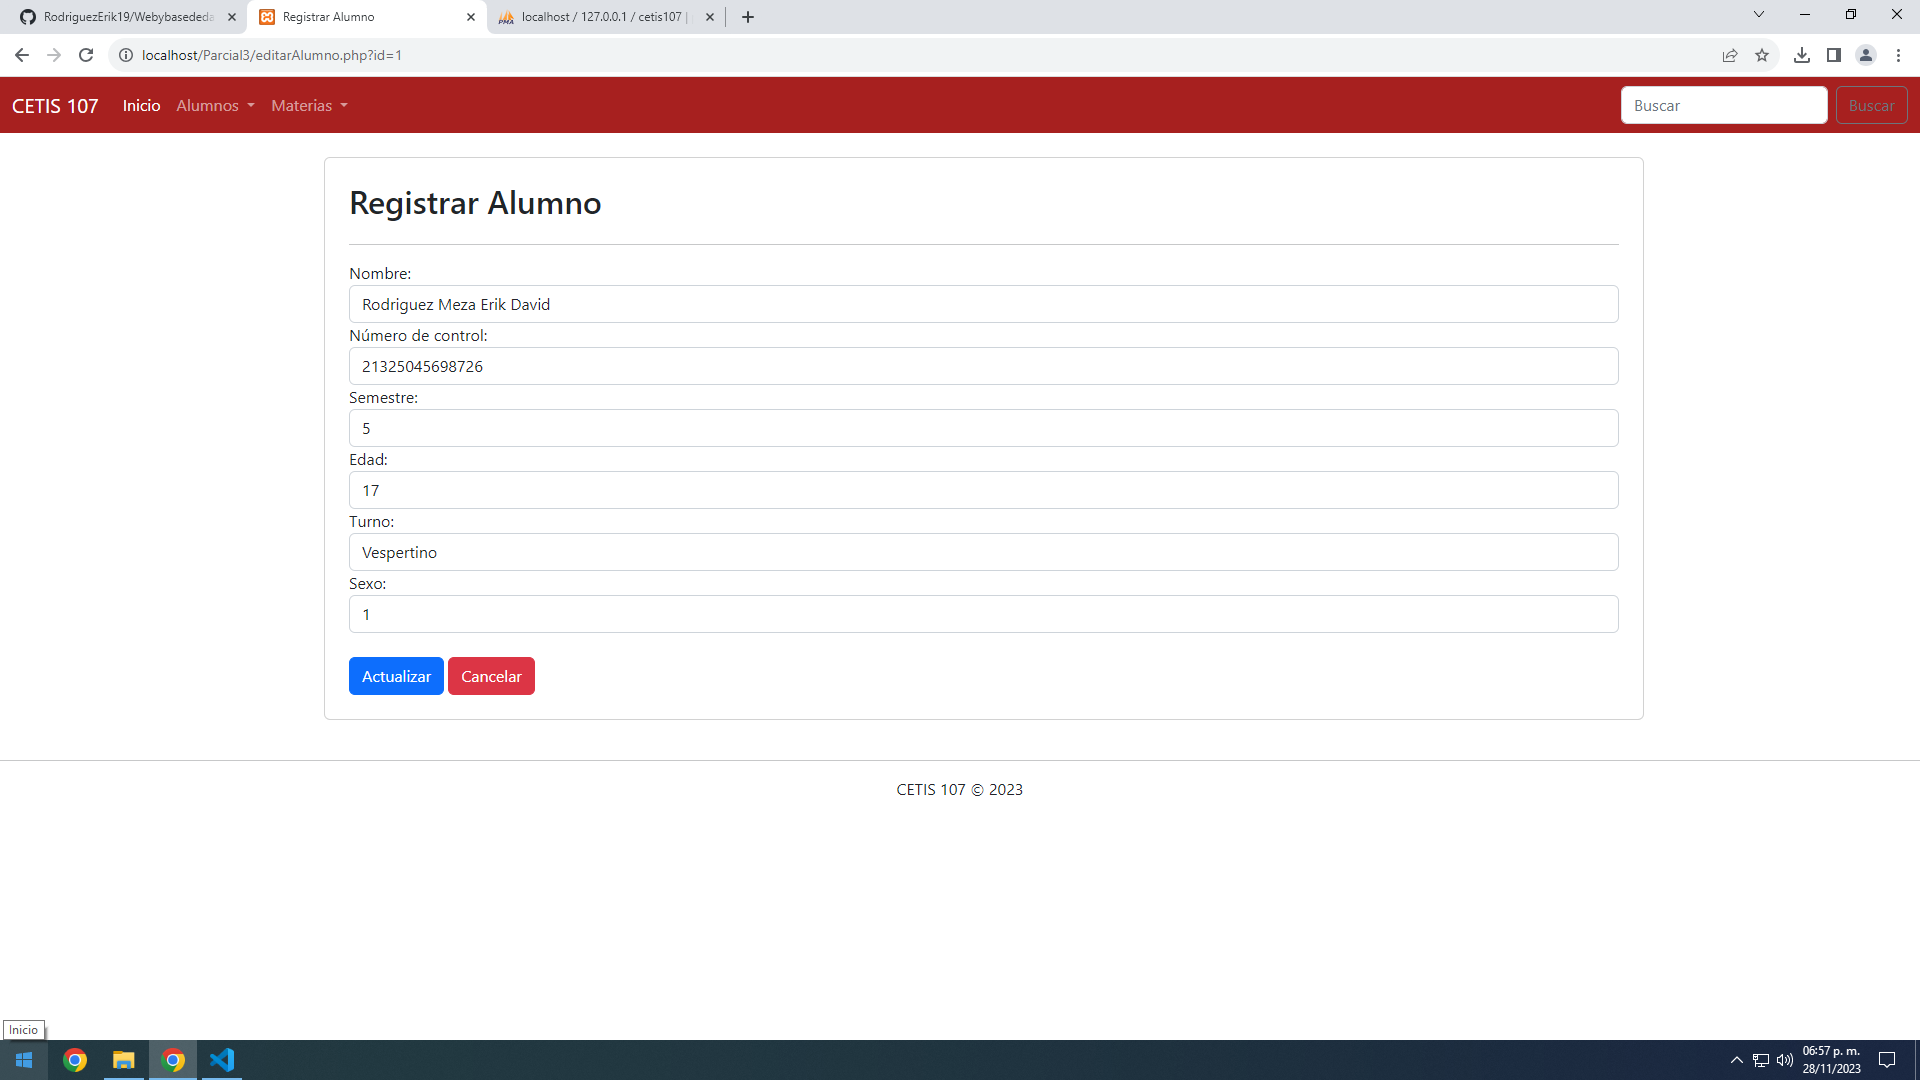 RodriguezErik19/Webybasededa
Registrar Alumno
localhost / 127.0.0.1 / cetis107 |
localhost/Parcial3/editarAlumno.php?id=1
CETIS 107 Inicio Alumnos Materias Buscar Buscar
Registrar Alumno
Nombre:
Rodriguez Meza Erik David
Número de control:
21325045698726
Semestre:
5
Edad:
17
Turno:
Vespertino
Sexo:
1
Actualizar Cancelar
CETIS 107 © 2023
Inicio
06:57 p. m.
28/11/2023